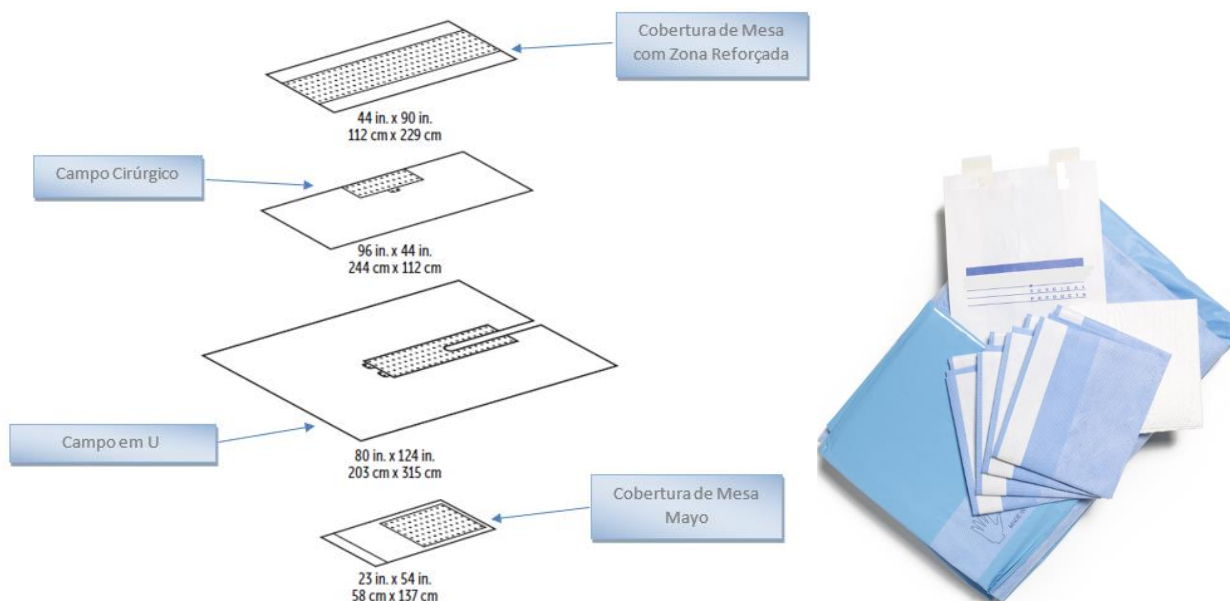 Cobertura de Mesa
com Zona Reforçada
44 in. x 90 in.
112 cm x 229 cm
Campo Cirúrgico
96 in. x 44 in.
244 cm x 112 cm
Campo em U
80 in. x 124 in.
203 cm x 315 cm
Cobertura de Mesa
Mayo
23 in. x 54 in.
58 cm x 137 cm